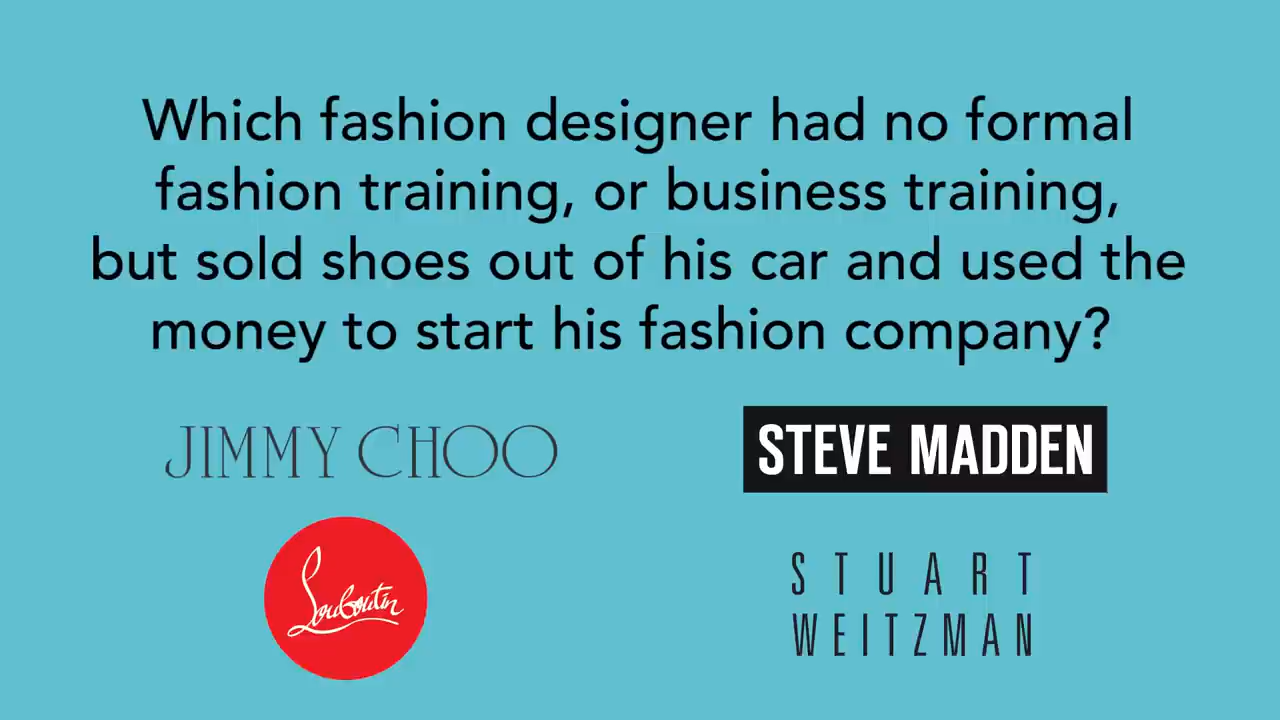 Which fashion designer had no formal
fashion training, or business training,
but sold shoes out of his car and used the
money to start his fashion company?
JIMMY CHOO
STEVE MADDEN
Louboutin
STUART
WEITZMAN